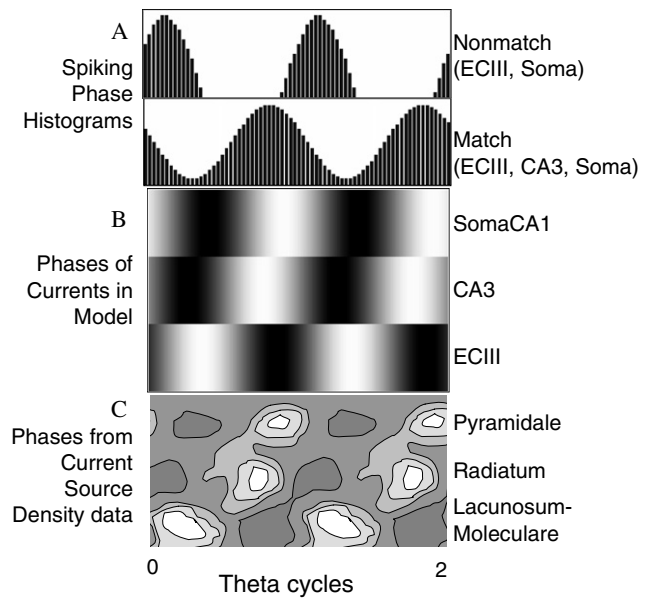 A
Spiking
Phase
Histograms
Nonmatch
(ECIII, Soma)
Match
(ECIII, CA3, Soma)
B
Phases of
Currents in
Model
SomaCA1
CA3
ECIII
C
Phases from
Current
Source
Density data
Pyramidale
Radiatum
Lacunosum-
Moleculare
0
2
Theta cycles